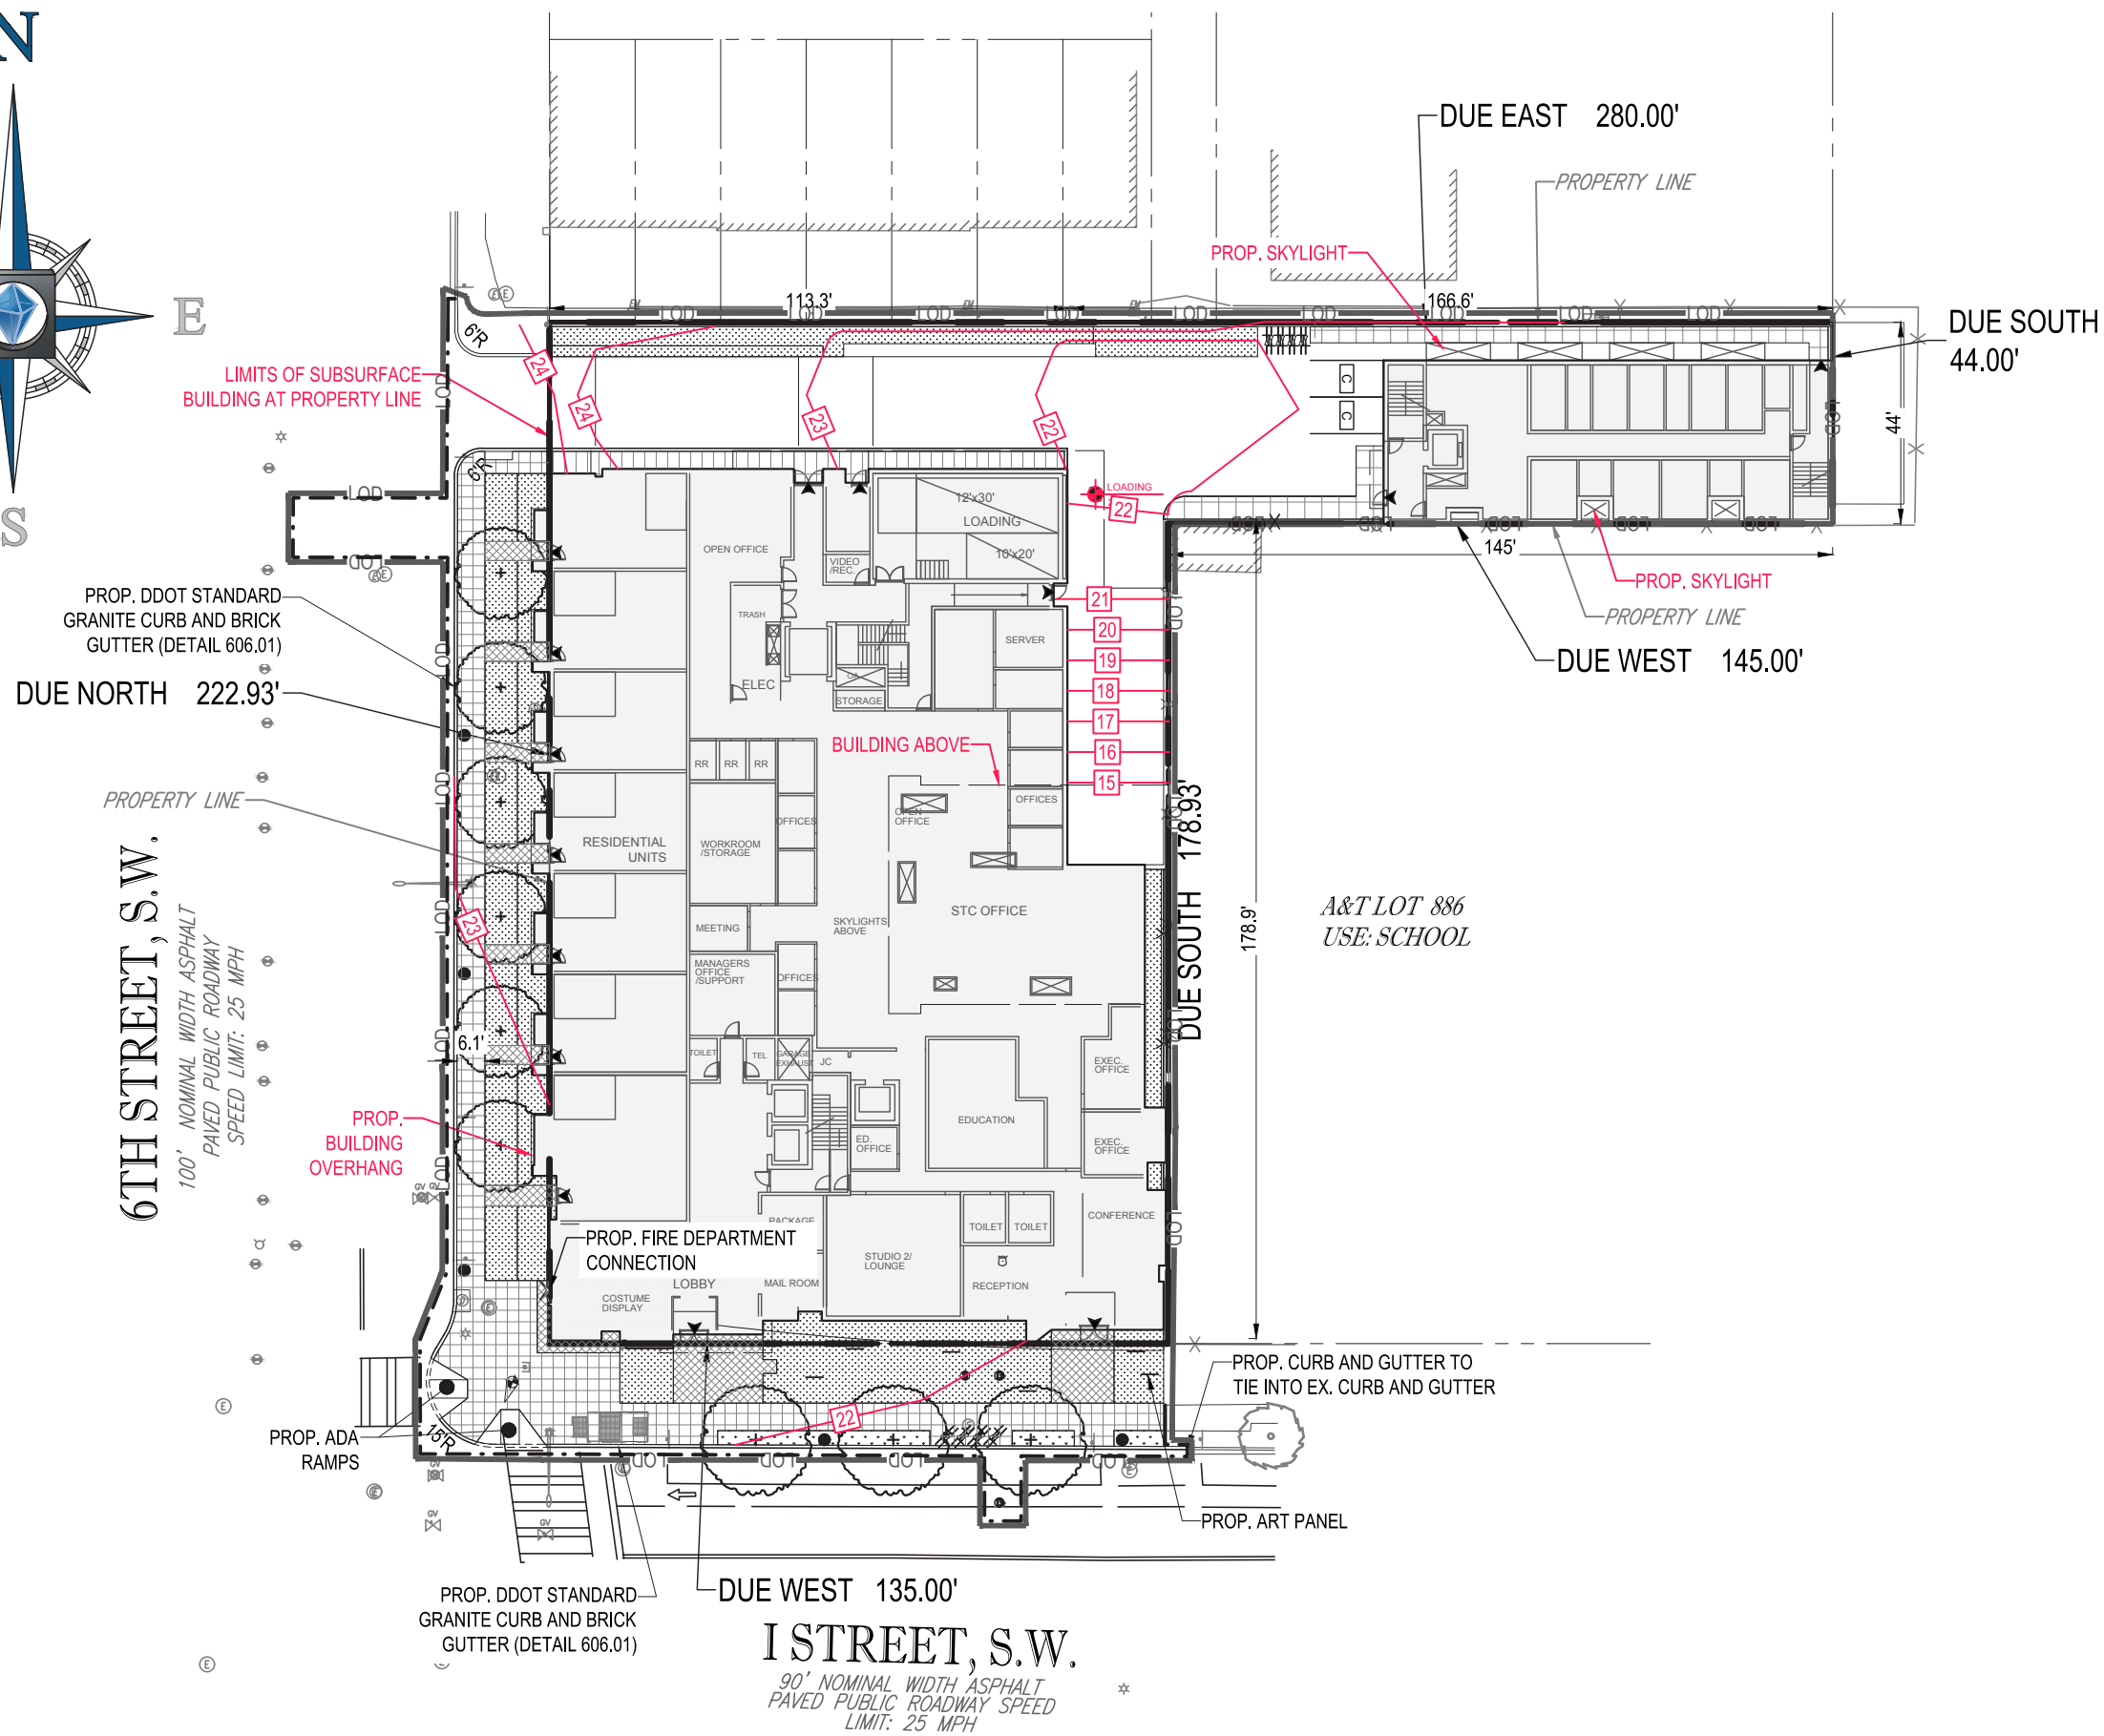 N
E
S
DUE EAST 280.00'
PROPERTY LINE
PROP. SKYLIGHT
113.3'
166.6'
DUE SOUTH
44.00'
44'
6'R
6'R
LIMITS OF SUBSURFACE
BUILDING AT PROPERTY LINE
24
24
23
22
C
C
LOADING
22
12'x30'
LOADING
10'x20'
OPEN OFFICE
VIDEO
/REC.
TRASH
ELEC
STORAGE
SERVER
145'
PROP. SKYLIGHT
PROPERTY LINE
DUE WEST 145.00'
21
20
19
18
17
16
15
PROP. DDOT STANDARD
GRANITE CURB AND BRICK
GUTTER (DETAIL 606.01)
DUE NORTH 222.93'
PROPERTY LINE
BUILDING ABOVE
RR
RR
RR
OFFICES
OFFICES
OPEN
OFFICE
RESIDENTIAL
UNITS
WORKROOM
/STORAGE
MEETING
SKYLIGHTS
ABOVE
STC OFFICE
MANAGERS
OFFICE
/SUPPORT
OFFICES
DUE SOUTH 178.93'
178.9'
A&T LOT 886
USE: SCHOOL
6TH STREET, S.W.
100' NOMINAL WIDTH ASPHALT
PAVED PUBLIC ROADWAY
SPEED LIMIT: 25 MPH
23
6.1'
TOILET
TEL
GARAGE
EXHAUST
JC
EXEC.
OFFICE
EDUCATION
ED.
OFFICE
EXEC.
OFFICE
PROP.
BUILDING
OVERHANG
GV
GV
PROP. FIRE DEPARTMENT
CONNECTION
PACKAGE
LOBBY
MAIL ROOM
COSTUME
DISPLAY
STUDIO 2/
LOUNGE
TOILET
TOILET
RECEPTION
CONFERENCE
PROP. CURB AND GUTTER TO
TIE INTO EX. CURB AND GUTTER
PROP. ADA
RAMPS
15'R
22
GV
GV
PROP. ART PANEL
PROP. DDOT STANDARD
GRANITE CURB AND BRICK
GUTTER (DETAIL 606.01)
DUE WEST 135.00'
I STREET, S.W.
90' NOMINAL WIDTH ASPHALT
PAVED PUBLIC ROADWAY SPEED
LIMIT: 25 MPH